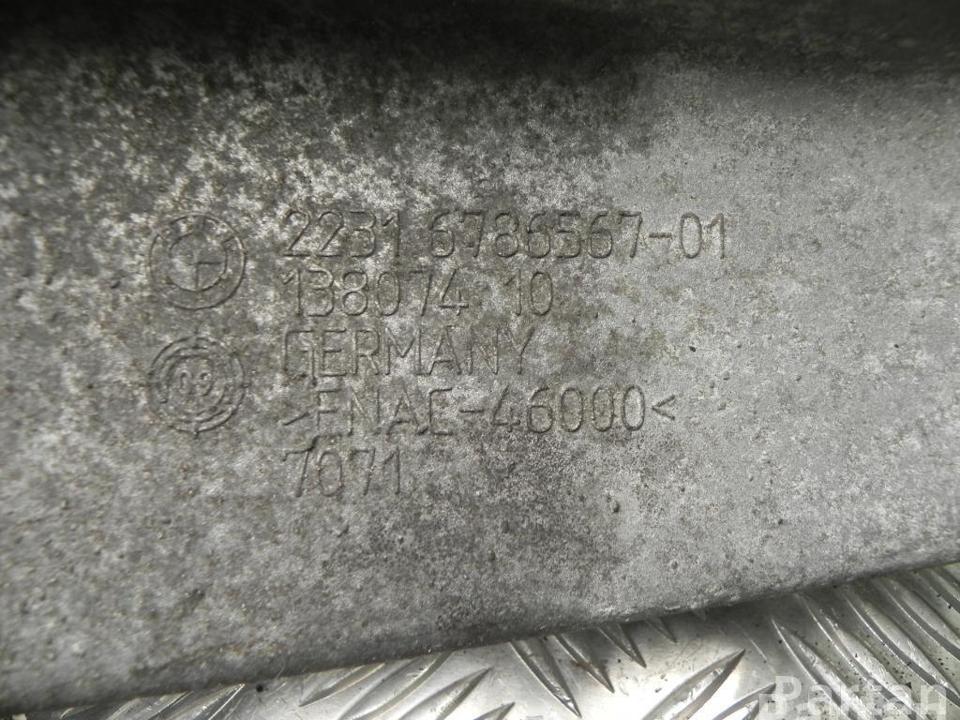 2231 6786567-01
138074 10
GERMANY
>ENAC-46000<
7071
Partan